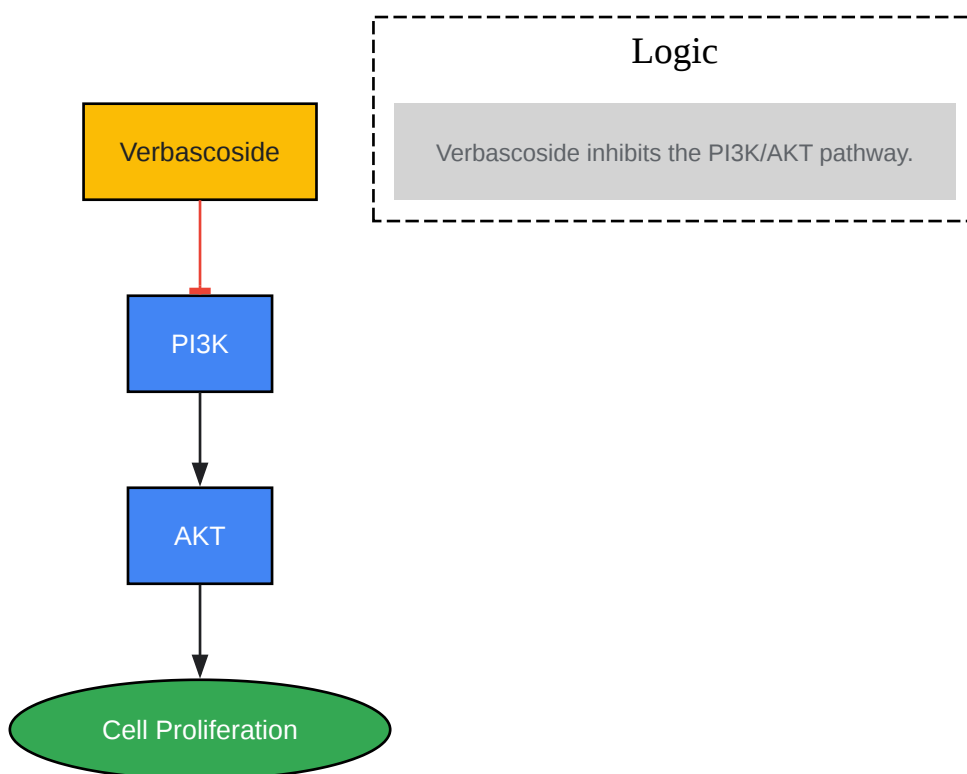 Logic
Verbascoside
Verbascoside inhibits the PI3K/AKT pathway.
PI3K
AKT
Cell Proliferation